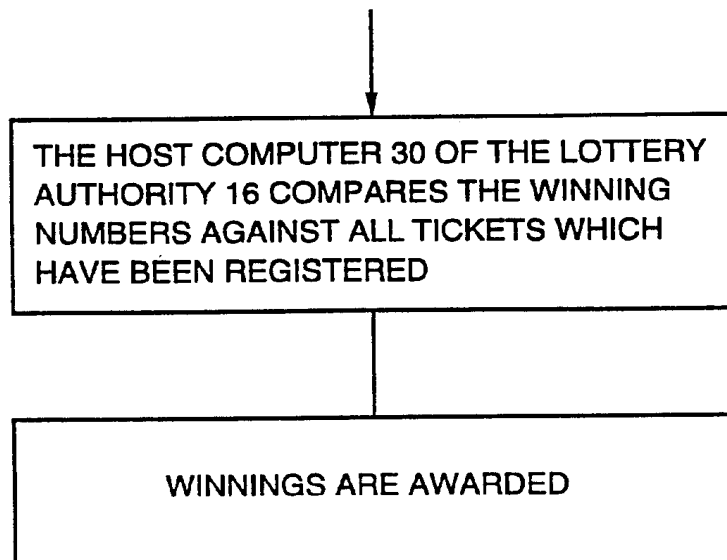 THE HOST COMPUTER 30 OF THE LOTTERY
AUTHORITY 16 COMPARES THE WINNING
NUMBERS AGAINST ALL TICKETS WHICH
HAVE BEEN REGISTERED
WINNINGS ARE AWARDED